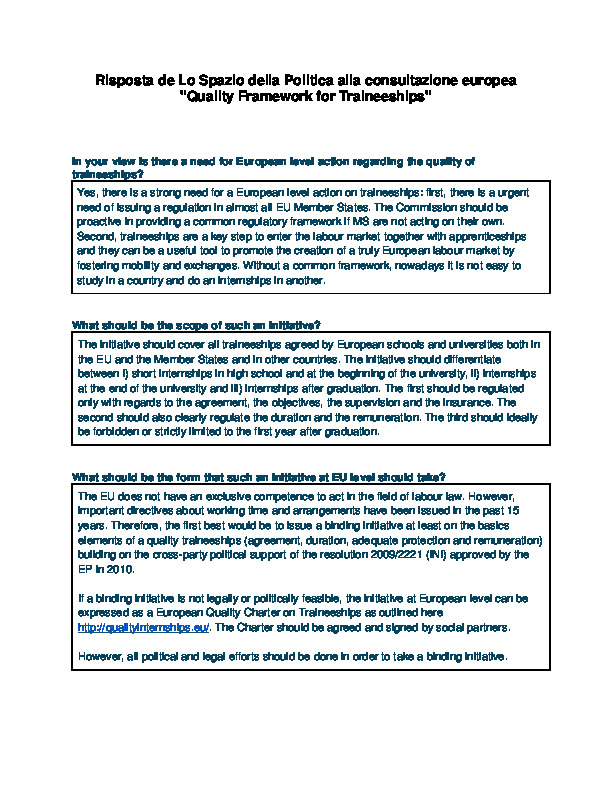 Risposta de Lo Spazio della Politica alla consultazione europea
"Quality Framework for Traineeships"
In your view is there a need for European level action regarding the quality of
traineeships?
Yes, there is a strong need for a European level action on traineeships: first, there is a urgent
need of issuing a regulation in almost all EU Member States. The Commission should be
proactive in providing a common regulatory framework if MS are not acting on their own.
Second, traineeships are a key step to enter the labour market together with apprenticeships
and they can be a useful tool to promote the creation of a truly European labour market by
fostering mobility and exchanges. Without a common framework, nowadays it is not easy to
study in a country and do an internships in another.
What should be the scope of such an initiative?
The initiative should cover all traineeships agreed by European schools and universities both in
the EU and the Member States and in other countries. The initiative should differentiate
between i) short internships in high school and at the beginning of the university, ii) internships
at the end of the university and iii) internships after graduation. The first should be regulated
only with regards to the agreement, the objectives, the supervision and the insurance. The
second should also clearly regulate the duration and the remuneration. The third should ideally
be forbidden or strictly limited to the first year after graduation.
What should be the form that such an initiative at EU level should take?
The EU does not have an exclusive competence to act in the field of labour law. However,
important directives about working time and arrangements have been issued in the past 15
years. Therefore, the first best would be to issue a binding initiative at least on the basics
elements of a quality traineeships (agreement, duration, adequate protection and remuneration)
building on the cross-party political support of the resolution 2009/2221 (INI) approved by the
EP in 2010.
If a binding initiative is not legally or politically feasible, the initiative at European level can be
expressed as a European Quality Charter on Traineeships as outlined here
http://qualityinternships.eu/. The Charter should be agreed and signed by social partners.
However, all political and legal efforts should be done in order to take a binding initiative.